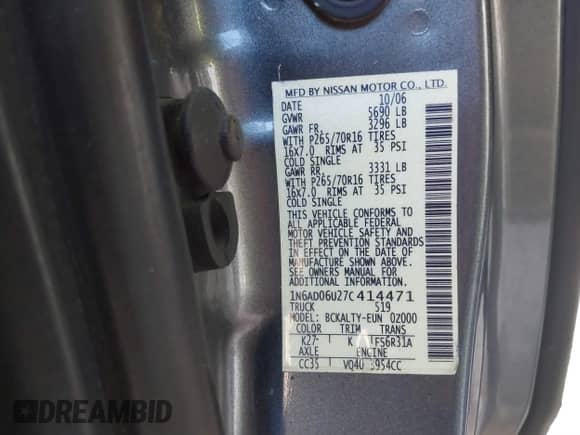 MFD BY NISSAN MOTOR CO., LTD.
DATE 10/06
GVWR 5690 LB
GAWR FR. 3296 LB
WITH P265/70R16 TIRES
16X7.0 RIMS AT 35 PSI
COLD SINGLE
GAWR RR 3331 LB
WITH P265/70R16 TIRES
16X7.0 RIMS AT 35 PSI
COLD SINGLE
THIS VEHICLE CONFORMS TO
ALL APPLICABLE FEDERAL
MOTOR VEHICLE SAFETY AND
THEFT PREVENTION STANDARDS
IN EFFECT ON THE DATE OF
MANUFACTURE SHOWN ABOVE.
SEE OWNERS MANUAL FOR
ADDITIONAL INFORMATION.
1N6AD06U27C414471
TRUCK 519
MODEL: BCKALTY-EUN 0Z000
COLOR TRIM TRANS
K27 K FS6R31A
AXLE ENGINE
CC35 VQ40 3954CC
DREAMBID